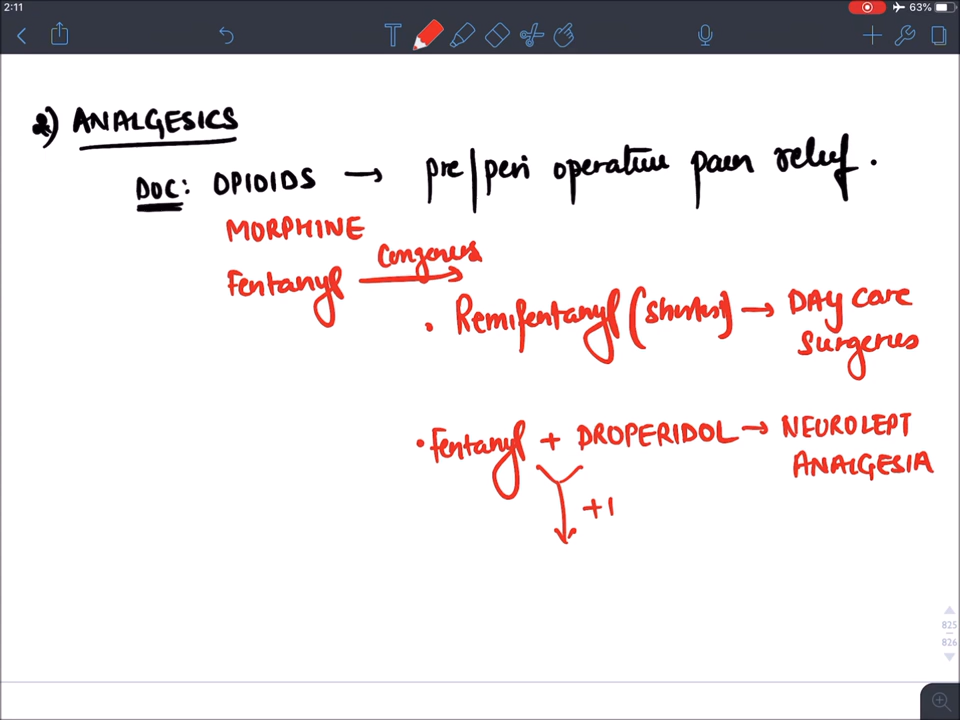 2:11
63%
T
2) ANALGESICS
DOC: OPIOIDS → pre/peri operative pain relief.
MORPHINE
Fentanyl → Congeners
• Remifentanyl (shortest) → DAY care
surgeries
• Fentanyl + DROPERIDOL → NEUROLEPT
ANALGESIA
+1
825
826